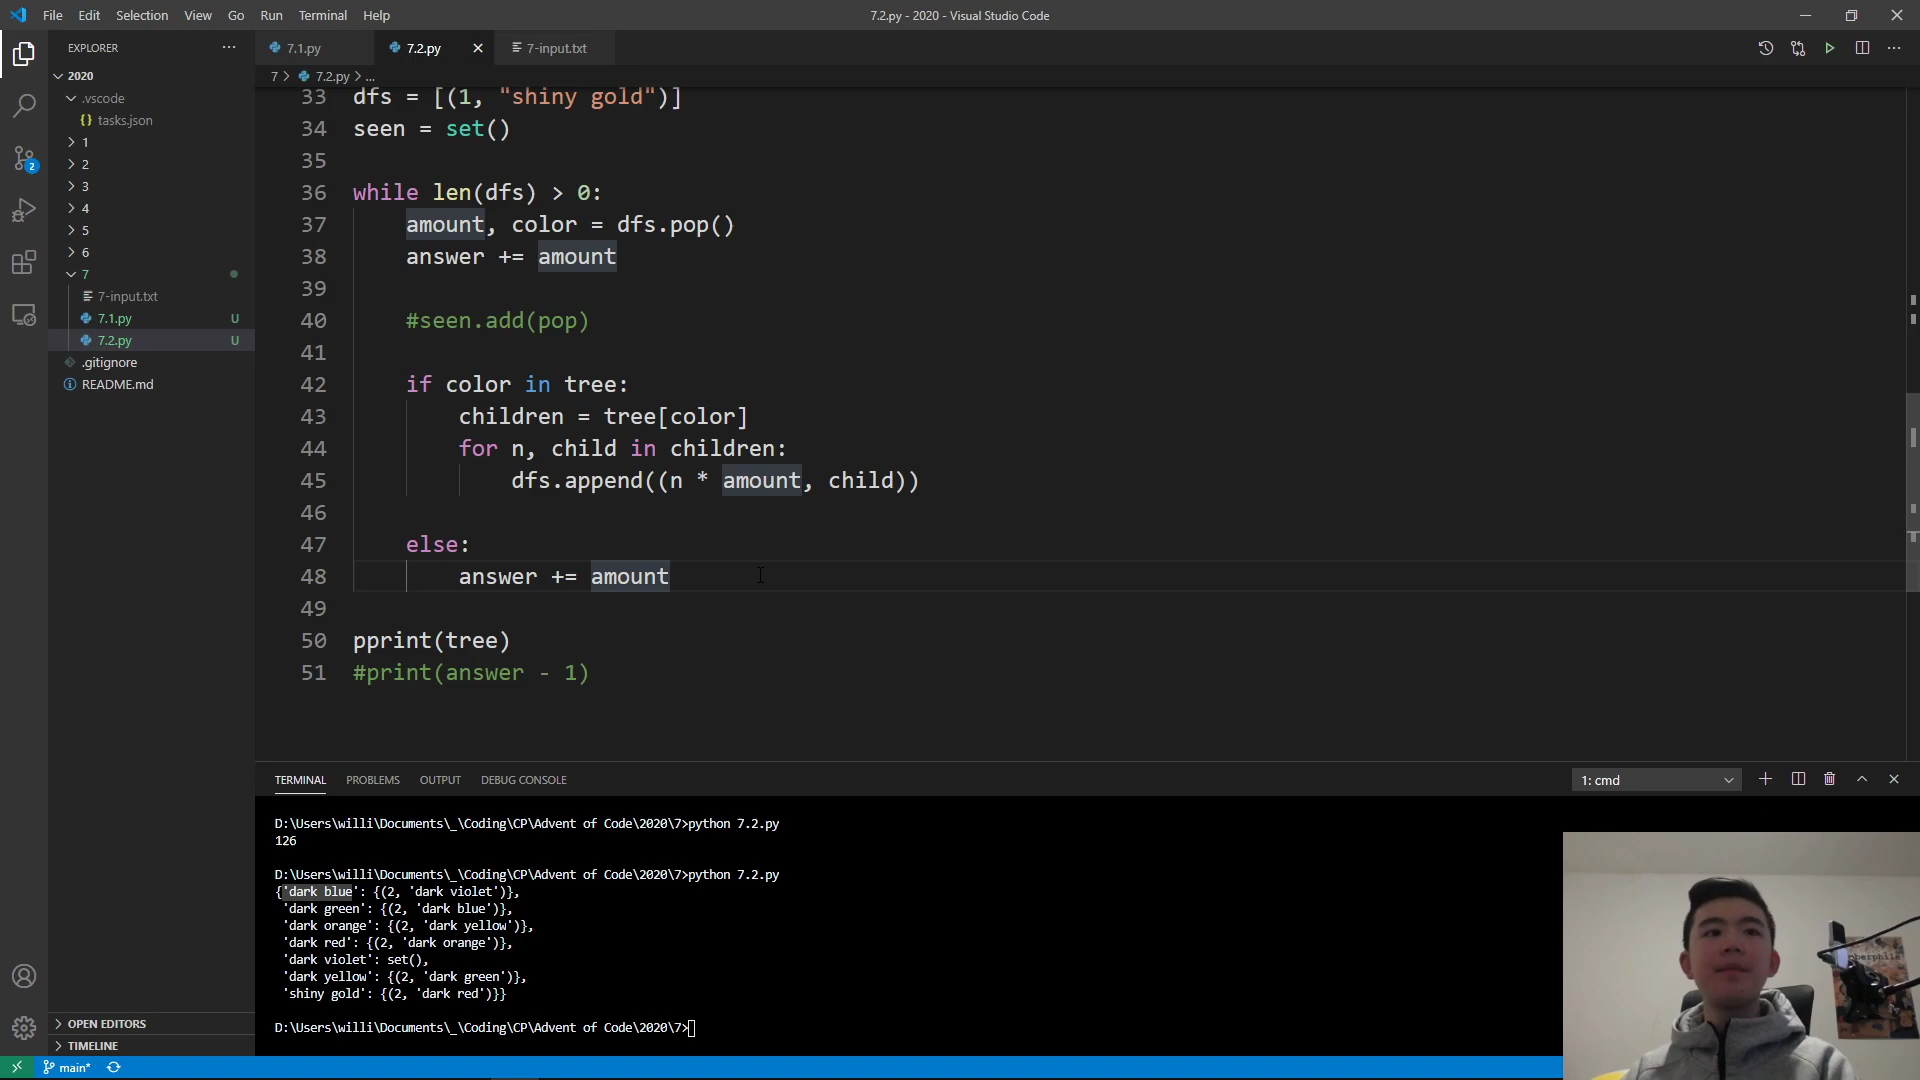 File Edit Selection View Go Run Terminal Help
7.2.py - 2020 - Visual Studio Code
EXPLORER ...
2020
.vscode
{} tasks.json
1
2
3
4
5
6
7
7-input.txt
7.1.py U
7.2.py U
.gitignore
README.md
OPEN EDITORS
TIMELINE
2
main*
7.1.py 7.2.py 7-input.txt
7 > 7.2.py > ...
33 dfs = [(1, "shiny gold")]
34 seen = set()
35
36 while len(dfs) > 0:
37 amount, color = dfs.pop()
38 answer += amount
39
40 #seen.add(pop)
41
42 if color in tree:
43 children = tree[color]
44 for n, child in children:
45 dfs.append((n * amount, child))
46
47 else:
48 answer += amount
49
50 pprint(tree)
51 #print(answer - 1)
TERMINAL PROBLEMS OUTPUT DEBUG CONSOLE
1: cmd
D:\Users\willi\Documents\_\Coding\CP\Advent of Code\2020\7>python 7.2.py
126
D:\Users\willi\Documents\_\Coding\CP\Advent of Code\2020\7>python 7.2.py
{'dark blue': {(2, 'dark violet')},
'dark green': {(2, 'dark blue')},
'dark orange': {(2, 'dark yellow')},
'dark red': {(2, 'dark orange')},
'dark violet': set(),
'dark yellow': {(2, 'dark green')},
'shiny gold': {(2, 'dark red')}}
D:\Users\willi\Documents\_\Coding\CP\Advent of Code\2020\7>